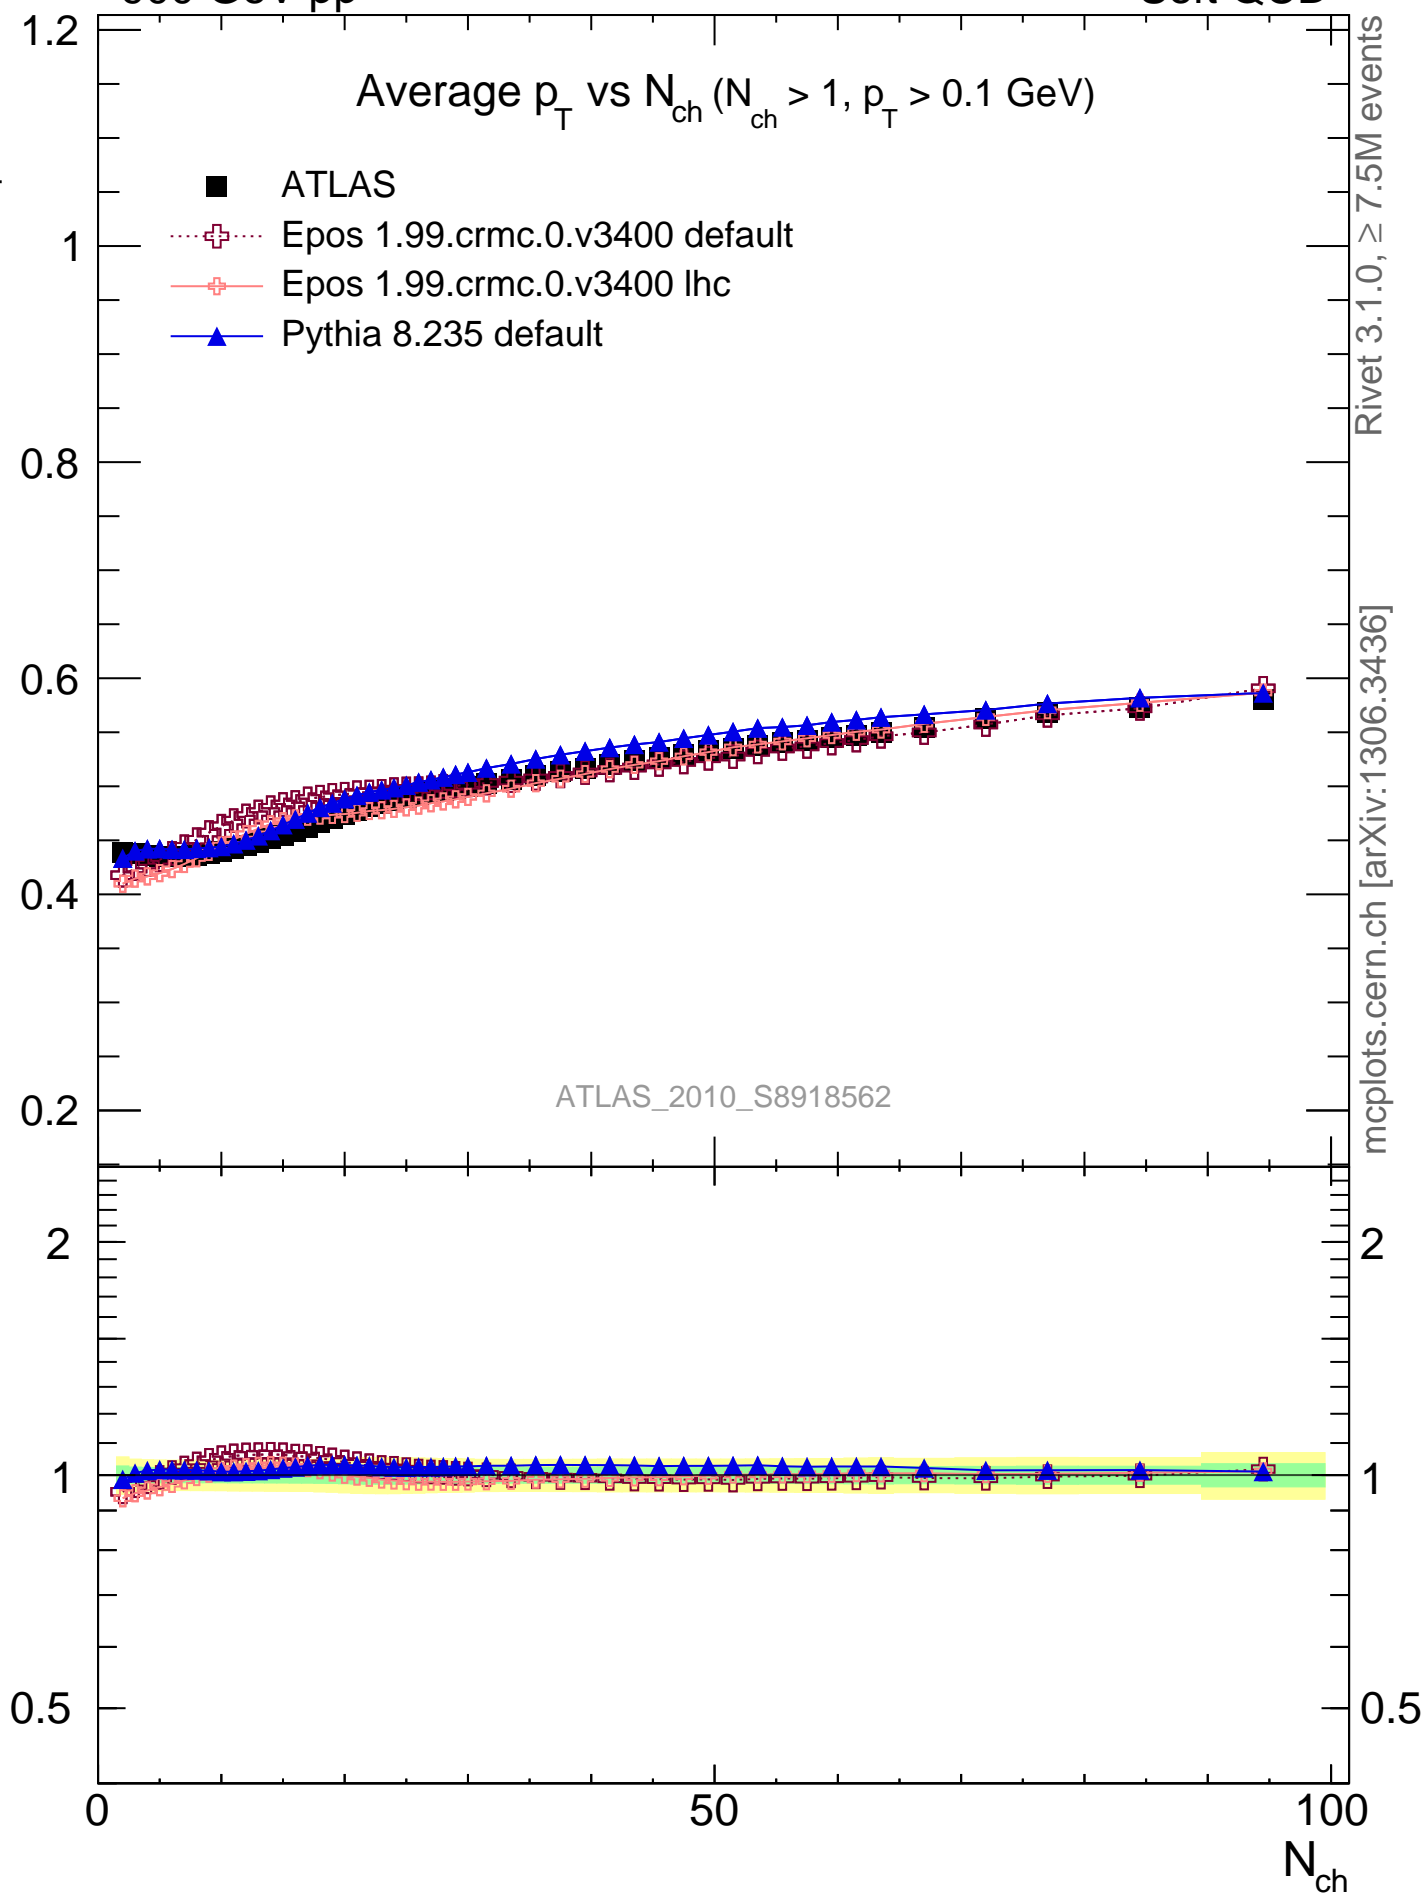 Average p_T vs N_ch (N_ch > 1, p_T > 0.1 GeV)
ATLAS
Epos 1.99.crmc.0.v3400 default
Epos 1.99.crmc.0.v3400 lhc
Pythia 8.235 default
1.2
1
0.8
0.6
0.4
0.2
ATLAS_2010_S8918562
Rivet 3.1.0, ≥ 7.5M events
mcplots.cern.ch [arXiv:1306.3436]
2
1
0.5
2
1
0.5
0
50
100
N_ch